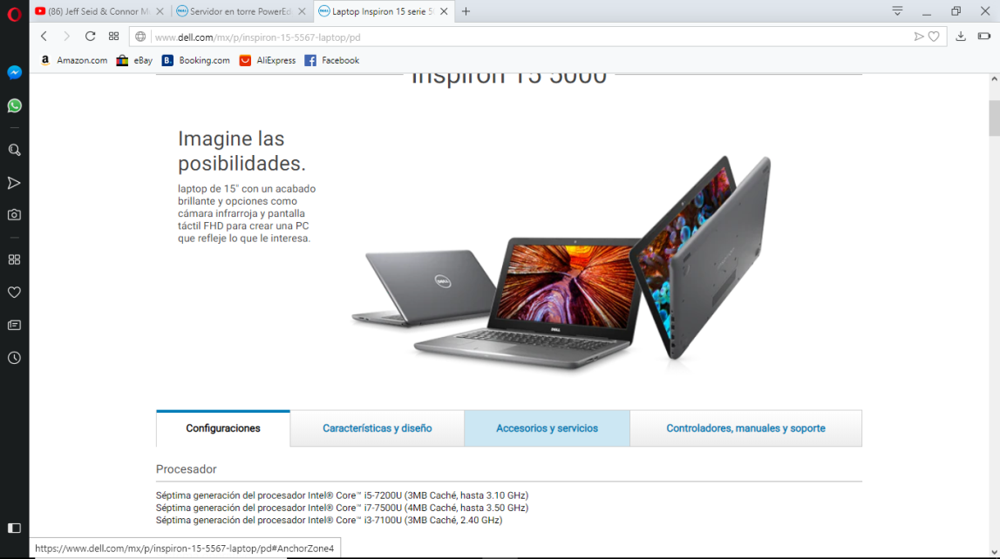 (86) Jeff Seid & Connor M
Servidor en torre PowerEd
Laptop Inspiron 15 serie 5
www.dell.com/mx/p/inspiron-15-5567-laptop/pd
Amazon.com
eBay
B. Booking.com
AliExpress
Facebook
Inspiron 15 5000
Imagine las
posibilidades.
laptop de 15" con un acabado
brillante y opciones como
cámara infrarroja y pantalla
táctil FHD para crear una PC
que refleje lo que le interesa.
DELL
DELL
Configuraciones
Características y diseño
Accesorios y servicios
Controladores, manuales y soporte
Procesador
Séptima generación del procesador Intel® Core™ i5-7200U (3MB Caché, hasta 3.10 GHz)
Séptima generación del procesador Intel® Core™ i7-7500U (4MB Caché, hasta 3.50 GHz)
Séptima generación del procesador Intel® Core™ i3-7100U (3MB Caché, 2.40 GHz)
https://www.dell.com/mx/p/inspiron-15-5567-laptop/pd#AnchorZone4